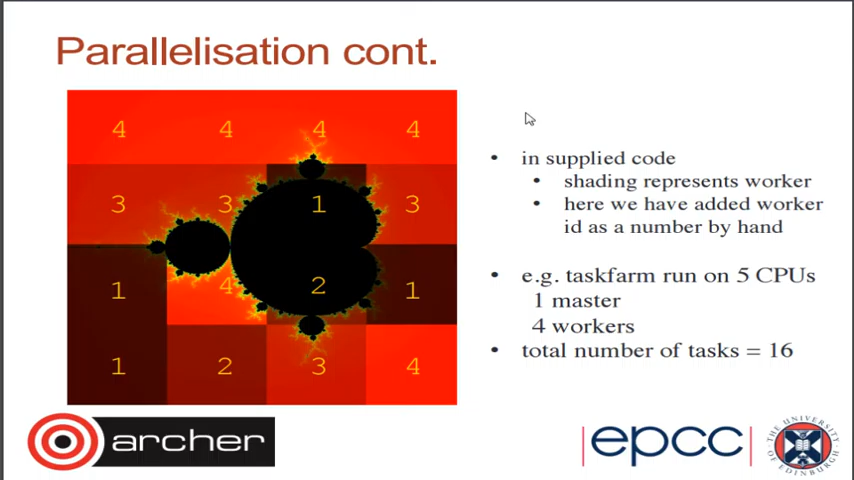 Parallelisation cont.
4 4 4 4
3 3 1 3
1 4 2 1
1 2 3 4
• in supplied code
• shading represents worker
• here we have added worker
id as a number by hand
• e.g. taskfarm run on 5 CPUs
1 master
4 workers
• total number of tasks = 16
archer
epcc
THE UNIVERSITY OF EDINBURGH